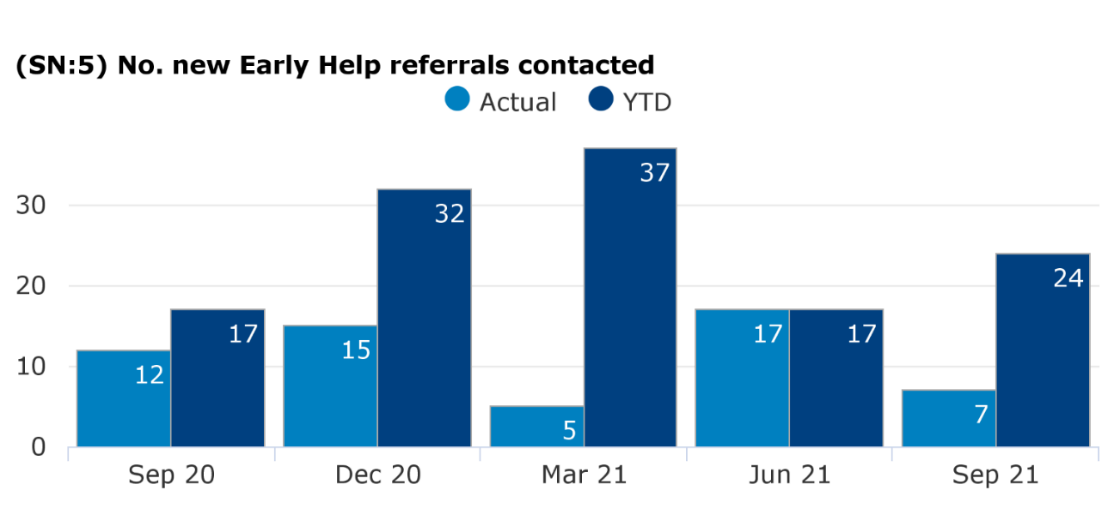 (SN:5) No. new Early Help referrals contacted
Actual YTD
30
20
10
0
12 17 15 32 5 37 17 17 7 24
Sep 20 Dec 20 Mar 21 Jun 21 Sep 21